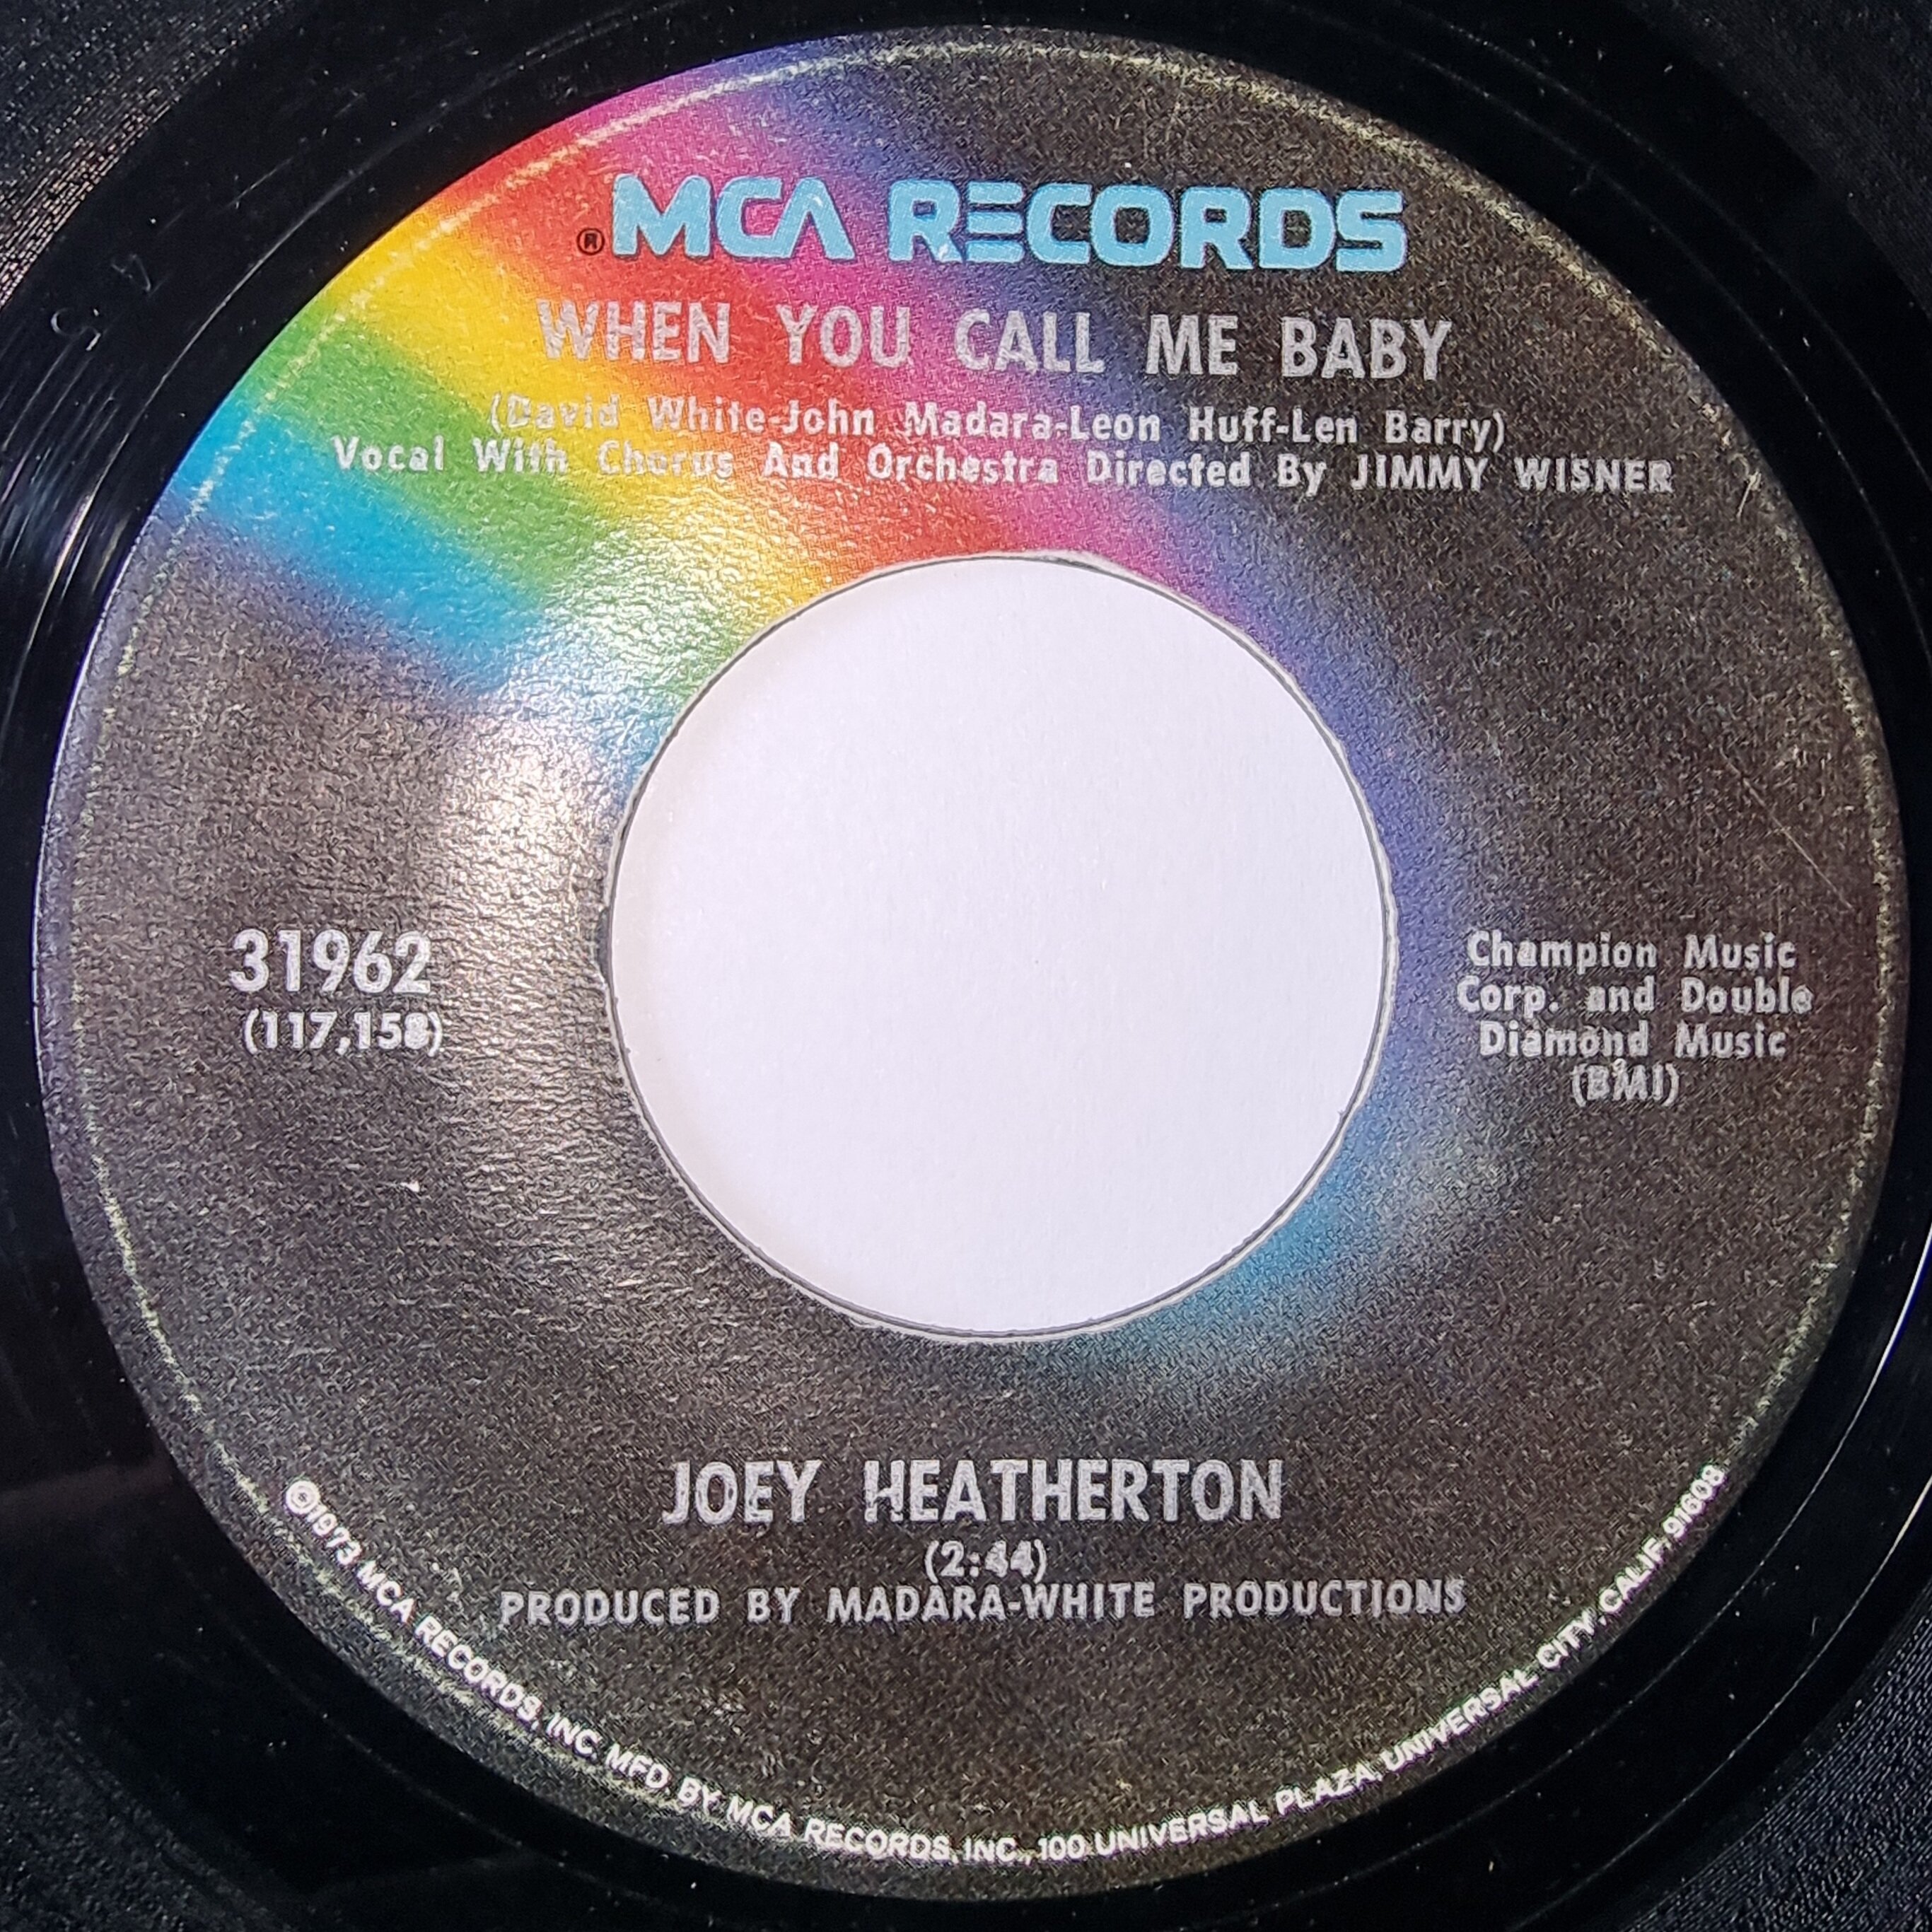 ® MCA RECORDS
WHEN YOU CALL ME BABY
(David White-John Madara-Leon Huff-Len Barry)
Vocal With Chorus And Orchestra Directed By JIMMY WISNER
31962
(117,158)
Champion Music
Corp. and Double
Diamond Music
(BMI)
JOEY HEATHERTON
(2:44)
PRODUCED BY MADARA-WHITE PRODUCTIONS
Ⓟ1973 MCA RECORDS, INC. MFD. BY MCA RECORDS, INC., 100 UNIVERSAL PLAZA, UNIVERSAL CITY, CALIF. 91608